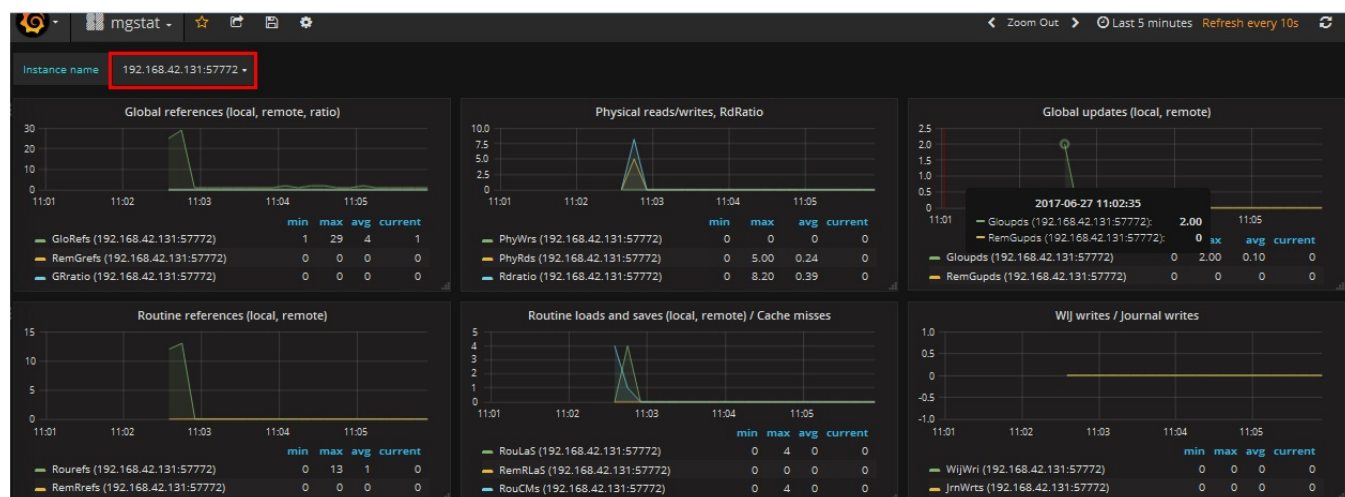 mgstat
Zoom Out Last 5 minutes Refresh every 10s
Instance name 192.168.42.131:57772
Global references (local, remote, ratio)
30
20
10
0
11:01 11:02 11:03 11:04 11:05
min max avg current
GloRefs (192.168.42.131:57772) 1 29 4 1
RemGrefs (192.168.42.131:57772) 0 0 0 0
GRratio (192.168.42.131:57772) 0 0 0 0
Physical reads/writes, RdRatio
10.0
7.5
5.0
2.5
0
11:01 11:02 11:03 11:04 11:05
min max avg current
PhyWrs (192.168.42.131:57772) 0 0 0 0
PhyRds (192.168.42.131:57772) 0 5.00 0.24 0
Rdratio (192.168.42.131:57772) 0 8.20 0.39 0
Global updates (local, remote)
2.5
2.0
1.5
1.0
0.5
0
11:01 11:05
2017-06-27 11:02:35
Gloupds (192.168.42.131:57772): 2.00
RemGupds (192.168.42.131:57772): 0
ax avg current
Gloupds (192.168.42.131:57772) 0 2.00 0.10 0
RemGupds (192.168.42.131:57772) 0 0 0 0
Routine references (local, remote)
15
10
5
0
11:01 11:02 11:03 11:04 11:05
min max avg current
Rourefs (192.168.42.131:57772) 0 13 1 0
RemRrefs (192.168.42.131:57772) 0 0 0 0
Routine loads and saves (local, remote) / Cache misses
5
4
3
2
1
0
11:01 11:02 11:03 11:04 11:05
min max avg current
RouLaS (192.168.42.131:57772) 0 4 0 0
RemRLaS (192.168.42.131:57772) 0 0 0 0
RouCMs (192.168.42.131:57772) 0 4 0 0
WIJ writes / Journal writes
1.0
0.5
0
-0.5
-1.0
11:01 11:02 11:03 11:04 11:05
min max avg current
WijWri (192.168.42.131:57772) 0 0 0 0
JrnWrts (192.168.42.131:57772) 0 0 0 0